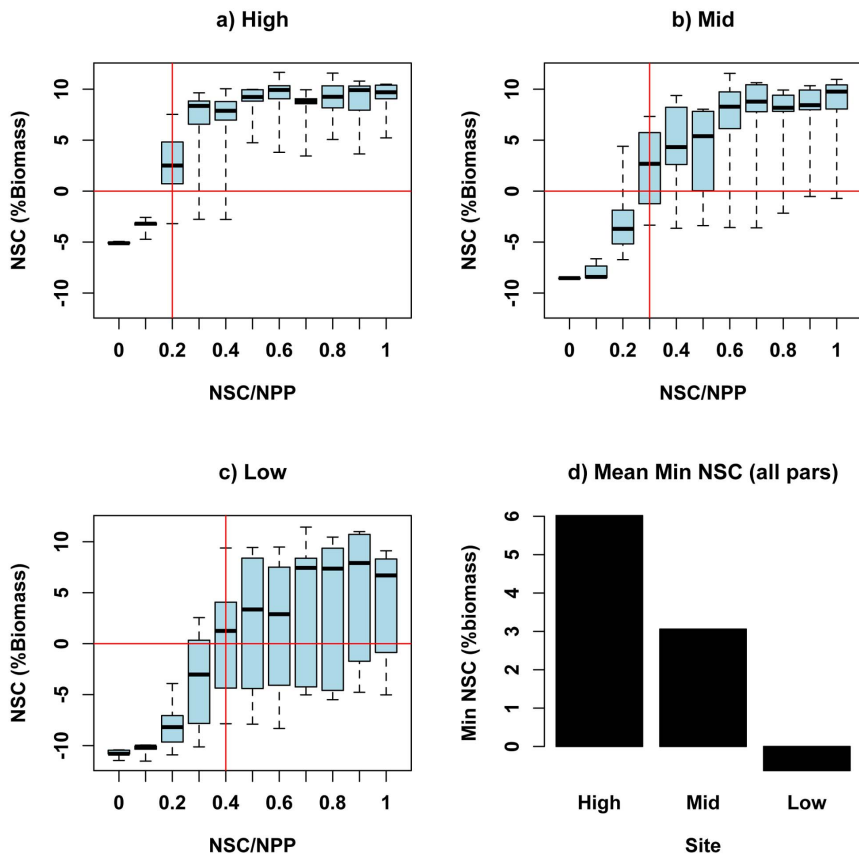 a) High
NSC (%Biomass)
10
5
0
-5
-10
0 0.2 0.4 0.6 0.8 1
NSC/NPP
b) Mid
NSC (%Biomass)
10
5
0
-5
-10
0 0.2 0.4 0.6 0.8 1
NSC/NPP
c) Low
NSC (%Biomass)
10
5
0
-5
-10
0 0.2 0.4 0.6 0.8 1
NSC/NPP
d) Mean Min NSC (all pars)
Min NSC (%biomass)
6
5
4
3
2
1
0
High Mid Low
Site